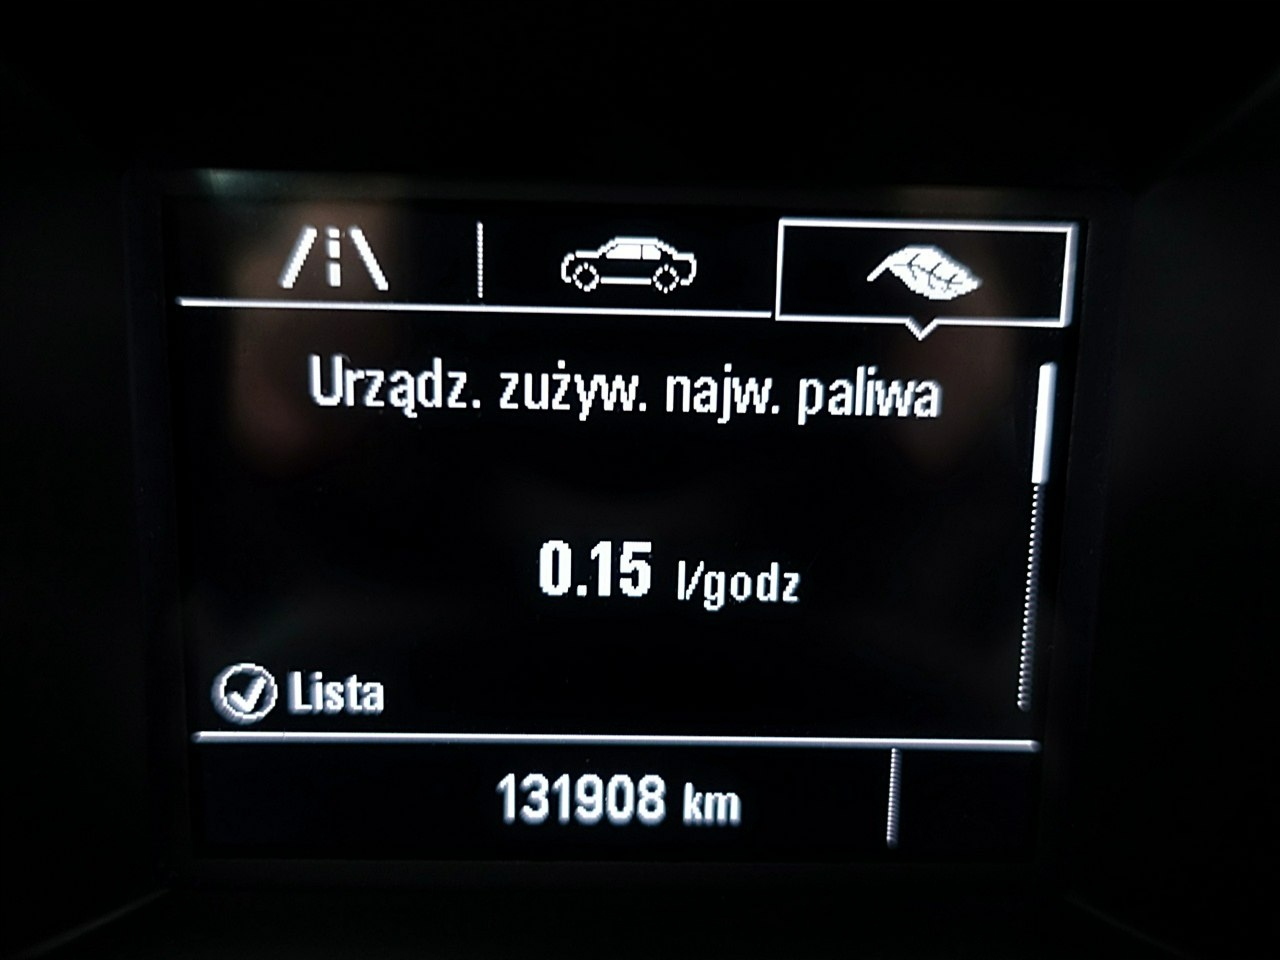 Urządz. zużyw. najw. paliwa
0.15 l/godz
Lista
131908 km